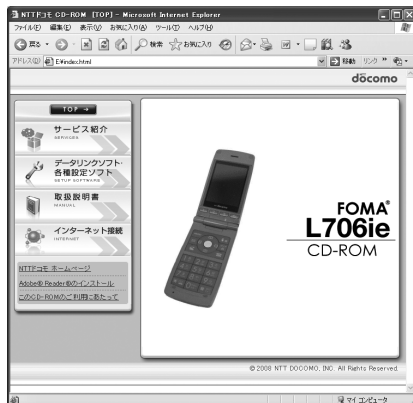 NTTドコモ CD-ROM [TOP] - Microsoft Internet Explorer
ファイル(F) 編集(E) 表示(V) お気に入り(A) ツール(T) ヘルプ(H)
戻る 検索 お気に入り
アドレス(D) E:¥index.html 移動 リンク »
döcomo
TOP →
サービス紹介
SERVICES
データリンクソフト・
各種設定ソフト
SETUP SOFTWARE
取扱説明書
MANUAL
インターネット接続
INTERNET
NTTドコモ ホームページ
Adobe® Reader®のインストール
このCD-ROMのご利用にあたって
FOMA®
L706ie
CD-ROM
© 2008 NTT DOCOMO, INC. All Rights Reserved.
マイ コンピュータ